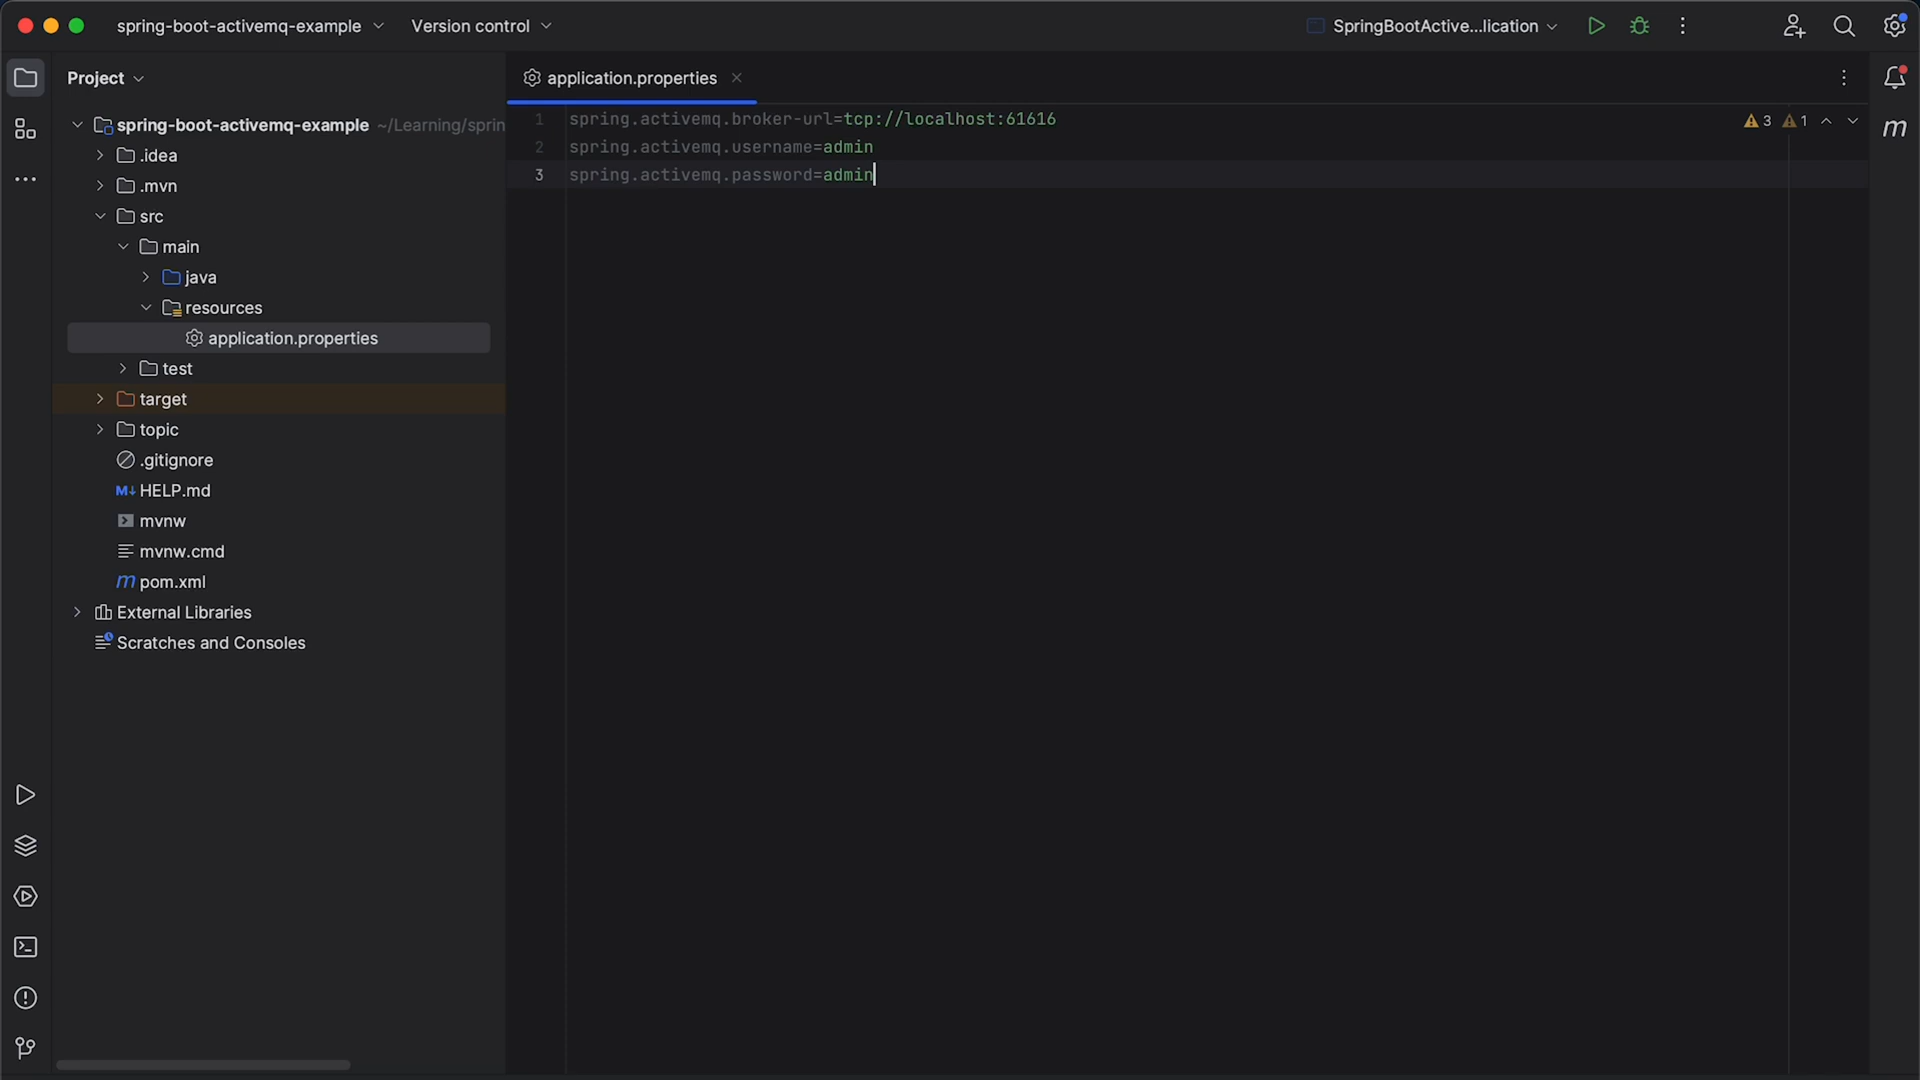 spring-boot-activemq-example
Version control
SpringBootActive...lication
Project
application.properties
spring-boot-activemq-example ~/Learning/sprin
.idea
.mvn
src
main
java
resources
application.properties
test
target
topic
.gitignore
HELP.md
mvnw
mvnw.cmd
pom.xml
External Libraries
Scratches and Consoles
1 spring.activemq.broker-url=tcp://localhost:61616
2 spring.activemq.username=admin
3 spring.activemq.password=admin
3 1